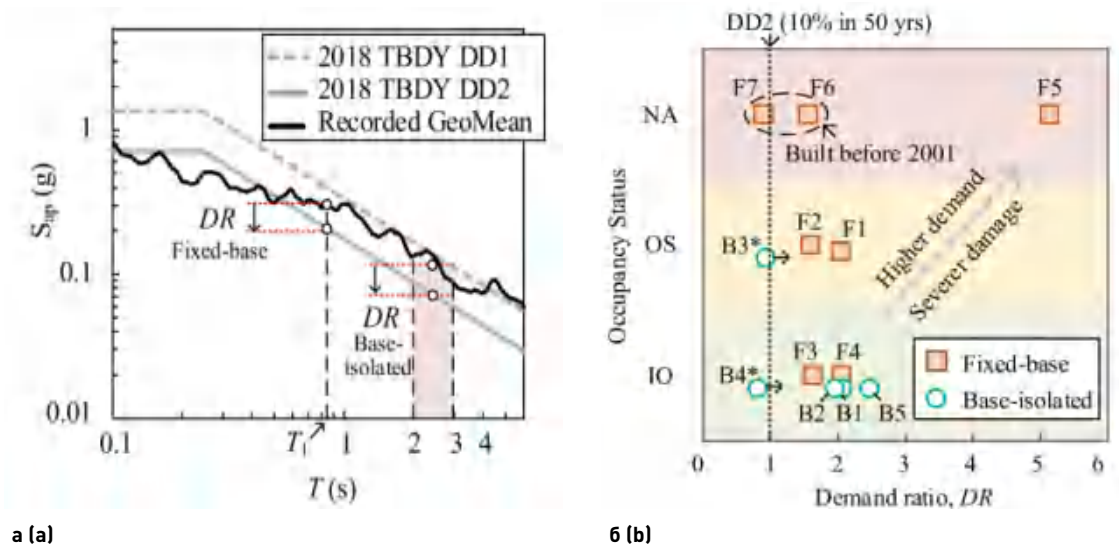 2018 TBDY DD1
2018 TBDY DD2
Recorded GeoMean
1
0.1
0.01
S_ap (g)
DR
Fixed-base
DR
Base-
isolated
0.1
T₁
1
2
3
4
T (s)
а (a)
DD2 (10% in 50 yrs)
NA
OS
IO
Occupancy Status
F7
F6
F5
Built before 2001
F2
F1
B3*
Higher demand
Severer damage
F3
F4
B4*
B2
B1
B5
Fixed-base
Base-isolated
0
1
2
3
4
5
6
Demand ratio, DR
б (b)